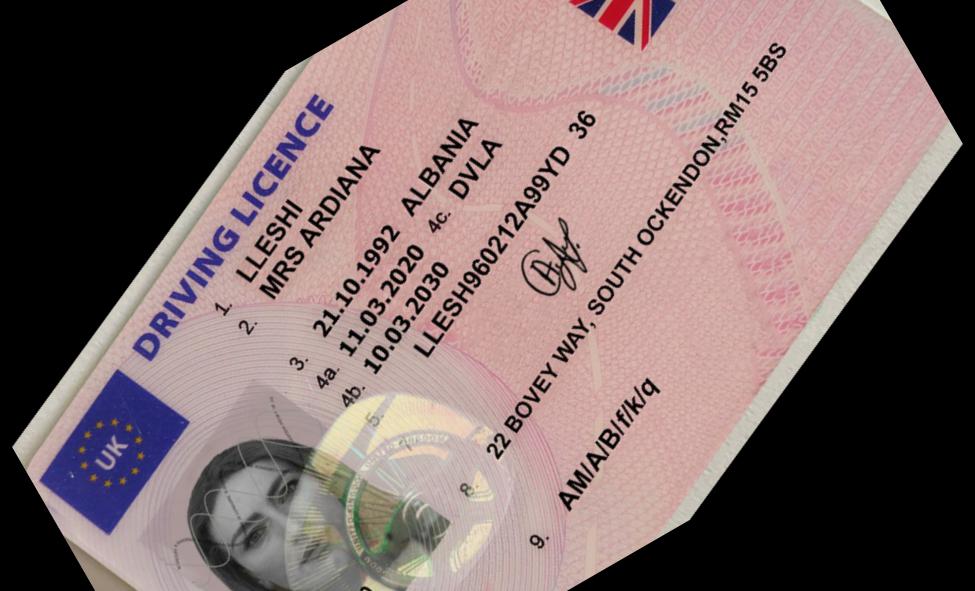 DRIVING LICENCE
UK
1. LLESHI
2. MRS ARDIANA
3. 21.10.1992 ALBANIA
4a. 11.03.2020 4c. DVLA
4b. 10.03.2030
5. LLESH960212A99YD 36
8. 22 BOVEY WAY, SOUTH OCKENDON,RM15 5BS
9. AM/A/B/f/k/q